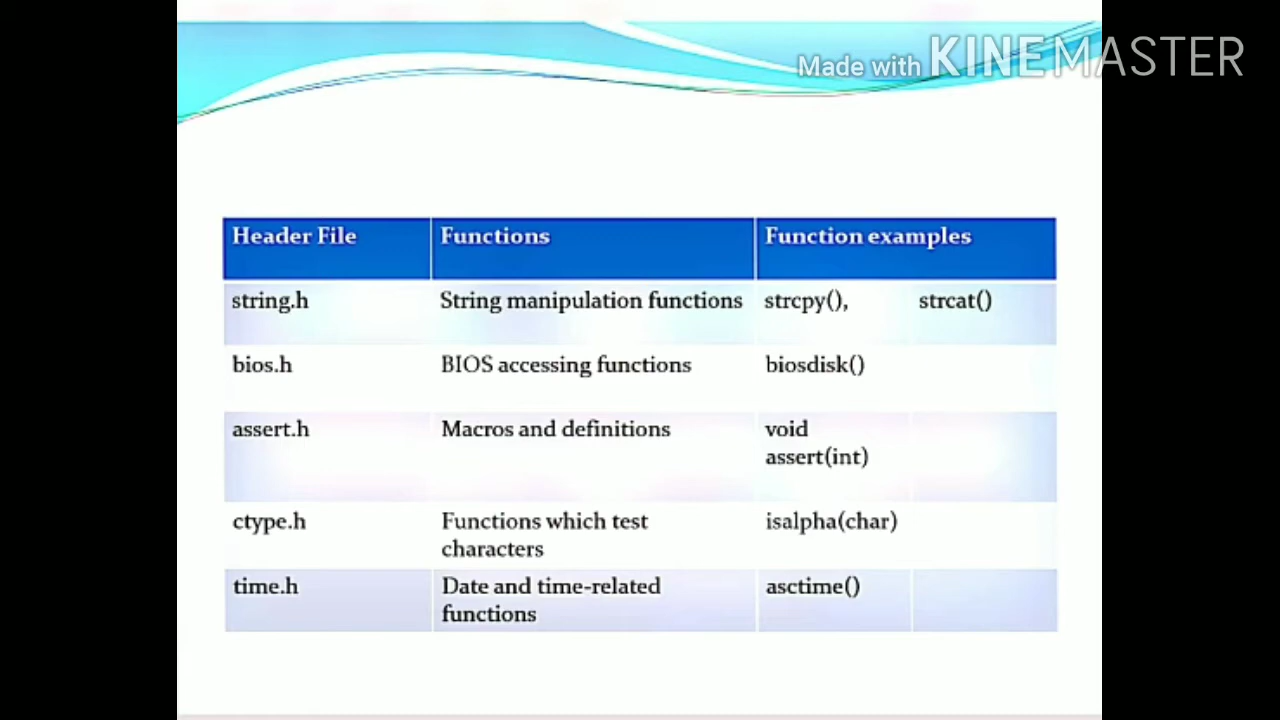 Made with KINEMASTER
Header File Functions Function examples
string.h String manipulation functions strcpy(), strcat()
bios.h BIOS accessing functions biosdisk()
assert.h Macros and definitions void
assert(int)
ctype.h Functions which test isalpha(char)
characters
time.h Date and time-related asctime()
functions